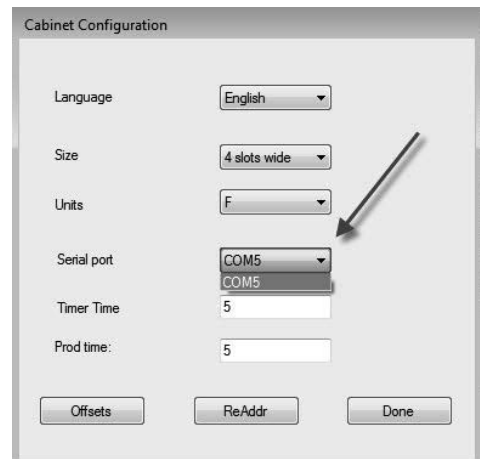 Cabinet Configuration
Language English
Size 4 slots wide
Units F
Serial port COM5
COM5
Timer Time 5
Prod time: 5
Offsets ReAddr Done